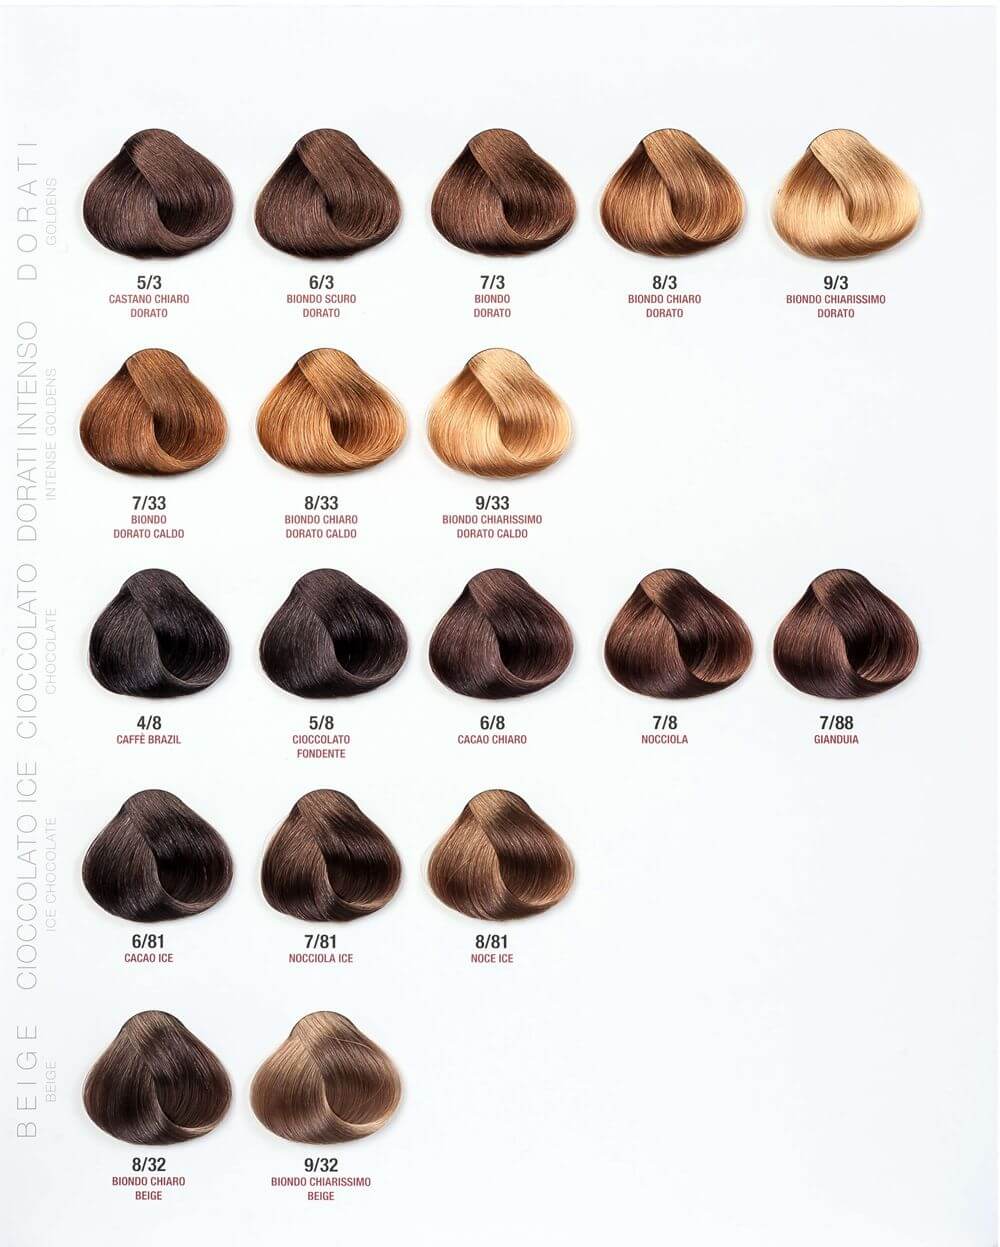 DORATI
GOLDENS
5/3
CASTANO CHIARO
DORATO
6/3
BIONDO SCURO
DORATO
7/3
BIONDO
DORATO
8/3
BIONDO CHIARO
DORATO
9/3
BIONDO CHIARISSIMO
DORATO
DORATI INTENSO
INTENSE GOLDENS
7/33
BIONDO
DORATO CALDO
8/33
BIONDO CHIARO
DORATO CALDO
9/33
BIONDO CHIARISSIMO
DORATO CALDO
CIOCCOLATO
CHOCOLATE
4/8
CAFFÈ BRAZIL
5/8
CIOCCOLATO
FONDENTE
6/8
CACAO CHIARO
7/8
NOCCIOLA
7/88
GIANDUIA
CIOCCOLATO ICE
ICE CHOCOLATE
6/81
CACAO ICE
7/81
NOCCIOLA ICE
8/81
NOCE ICE
BEIGE
BEIGE
8/32
BIONDO CHIARO
BEIGE
9/32
BIONDO CHIARISSIMO
BEIGE